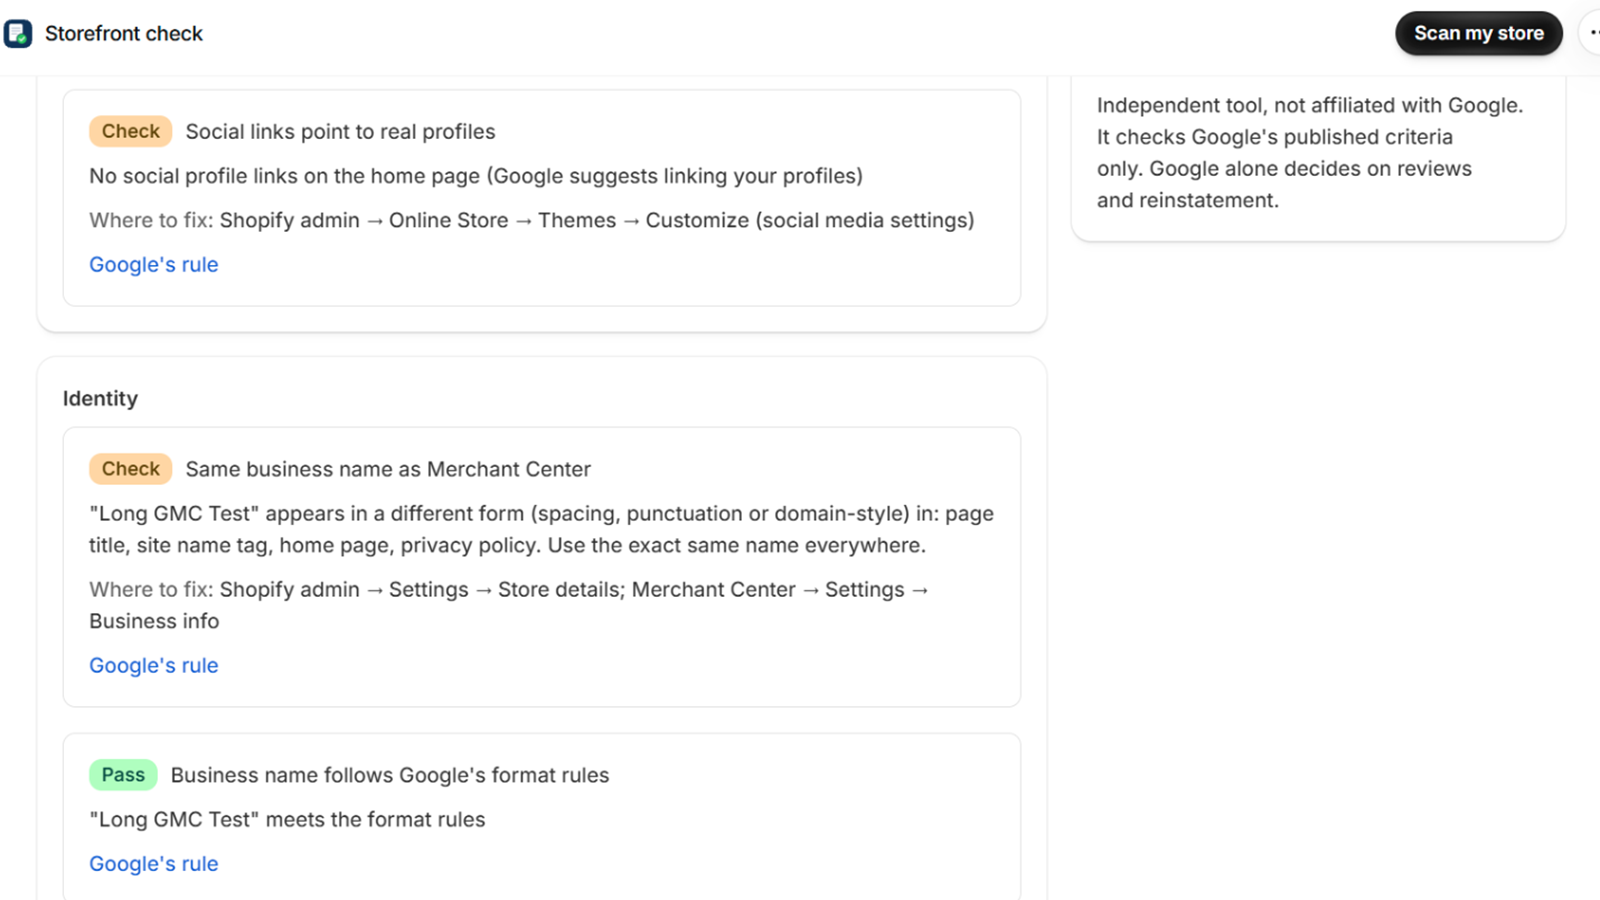 Storefront check
Scan my store
Check Social links point to real profiles
No social profile links on the home page (Google suggests linking your profiles)
Where to fix: Shopify admin → Online Store → Themes → Customize (social media settings)
Google's rule
Independent tool, not affiliated with Google.
It checks Google's published criteria
only. Google alone decides on reviews
and reinstatement.
Identity
Check Same business name as Merchant Center
"Long GMC Test" appears in a different form (spacing, punctuation or domain-style) in: page
title, site name tag, home page, privacy policy. Use the exact same name everywhere.
Where to fix: Shopify admin → Settings → Store details; Merchant Center → Settings →
Business info
Google's rule
Pass Business name follows Google's format rules
"Long GMC Test" meets the format rules
Google's rule